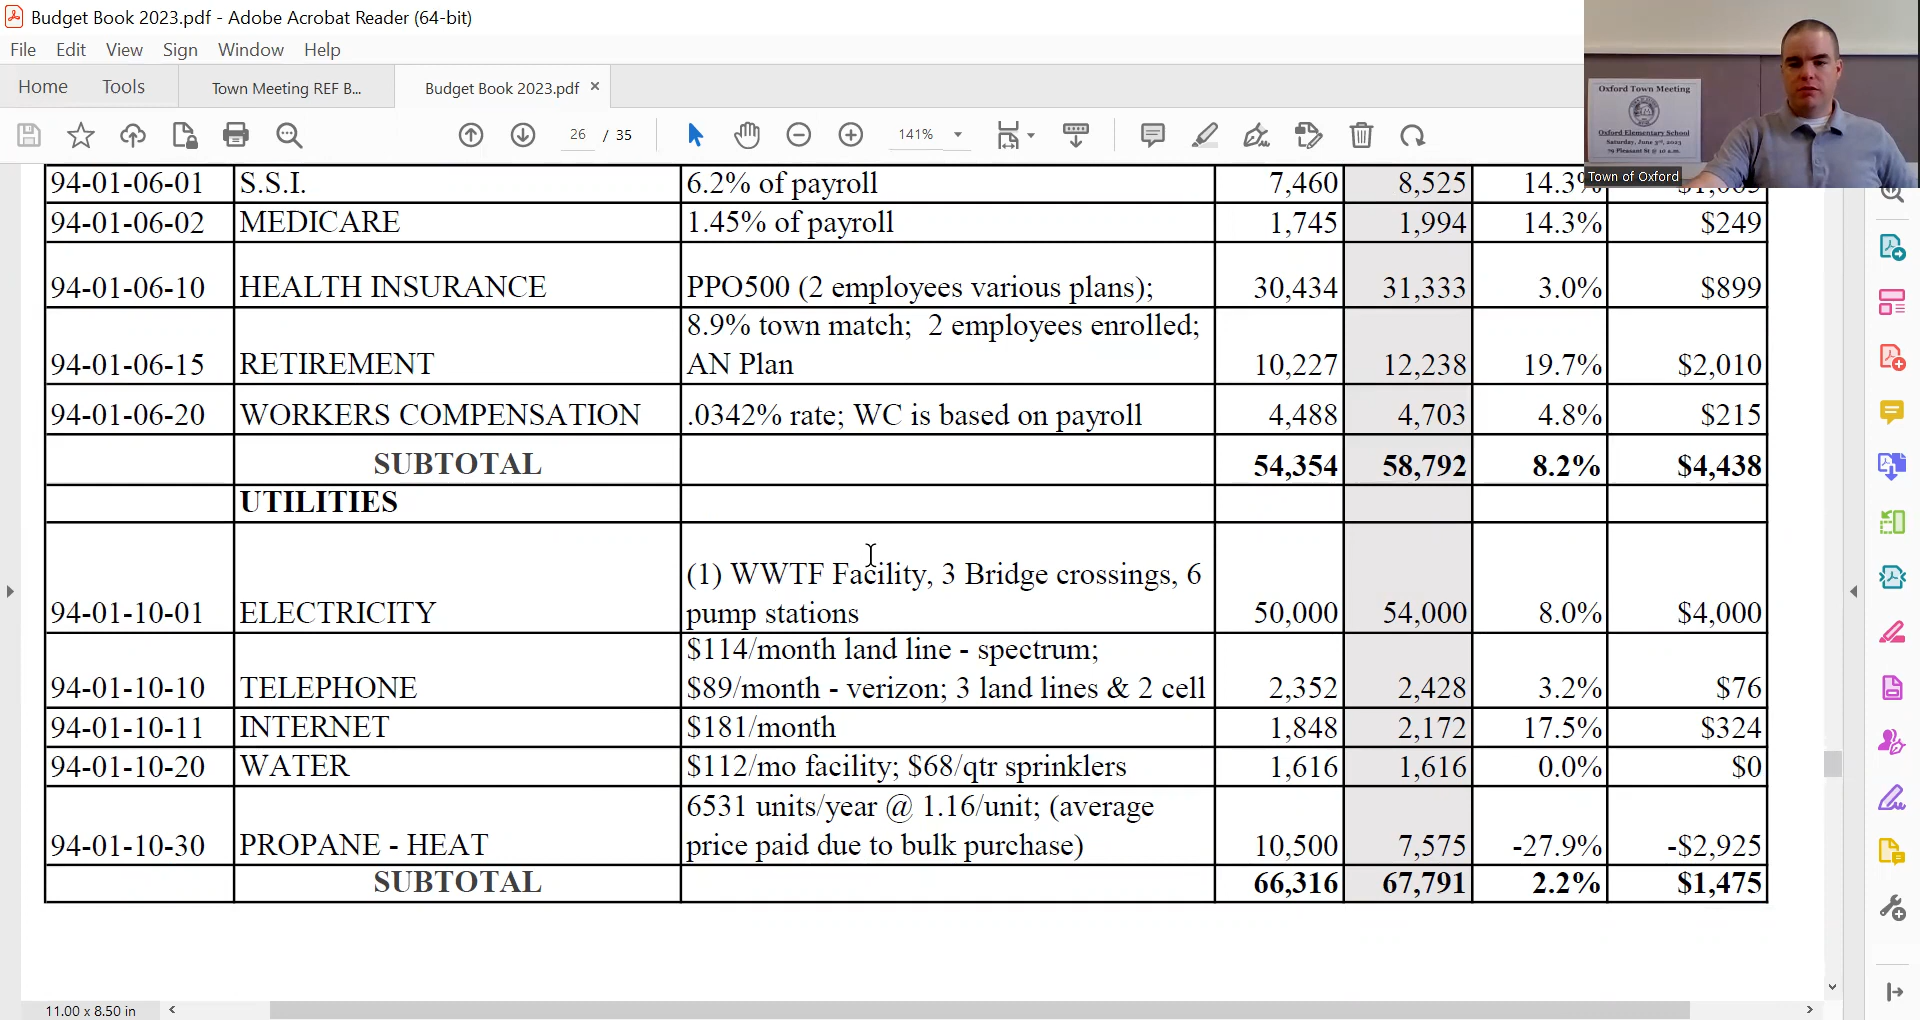 Budget Book 2023.pdf - Adobe Acrobat Reader (64-bit)
File Edit View Sign Window Help
Home Tools Town Meeting REF B... Budget Book 2023.pdf ×
26 / 35 141%
Oxford Town Meeting
Oxford Elementary School
Saturday, June 3rd, 2023
79 Pleasant St @ 10 a.m.
Town of Oxford
94-01-06-01 S.S.I. 6.2% of payroll 7,460 8,525 14.3%
94-01-06-02 MEDICARE 1.45% of payroll 1,745 1,994 14.3% $249
94-01-06-10 HEALTH INSURANCE PPO500 (2 employees various plans); 30,434 31,333 3.0% $899
8.9% town match; 2 employees enrolled;
94-01-06-15 RETIREMENT AN Plan 10,227 12,238 19.7% $2,010
94-01-06-20 WORKERS COMPENSATION .0342% rate; WC is based on payroll 4,488 4,703 4.8% $215
SUBTOTAL 54,354 58,792 8.2% $4,438
UTILITIES
(1) WWTF Facility, 3 Bridge crossings, 6
94-01-10-01 ELECTRICITY pump stations 50,000 54,000 8.0% $4,000
$114/month land line - spectrum;
94-01-10-10 TELEPHONE $89/month - verizon; 3 land lines & 2 cell 2,352 2,428 3.2% $76
94-01-10-11 INTERNET $181/month 1,848 2,172 17.5% $324
94-01-10-20 WATER $112/mo facility; $68/qtr sprinklers 1,616 1,616 0.0% $0
6531 units/year @ 1.16/unit; (average
94-01-10-30 PROPANE - HEAT price paid due to bulk purchase) 10,500 7,575 -27.9% -$2,925
SUBTOTAL 66,316 67,791 2.2% $1,475
11.00 x 8.50 in